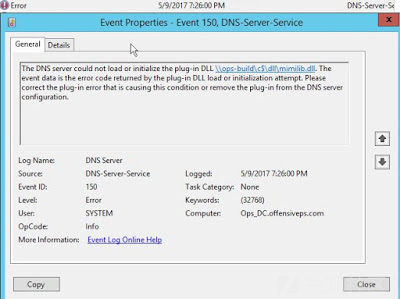 Error 5/9/2017 7:26:00 PM DNS-Server-Se
Event Properties - Event 150, DNS-Server-Service
General Details
The DNS server could not load or initialize the plug-in DLL \\ops-build\c$\dll\mimilib.dll. The
event data is the error code returned by the plug-in DLL load or initialization attempt. Please
correct the plug-in error that is causing this condition or remove the plug-in from the DNS server
configuration.
Log Name: DNS Server
Source: DNS-Server-Service Logged: 5/9/2017 7:26:00 PM
Event ID: 150 Task Category: None
Level: Error Keywords: (32768)
User: SYSTEM Computer: Ops_DC.offensiveps.com
OpCode: Info
More Information: Event Log Online Help
Copy Close